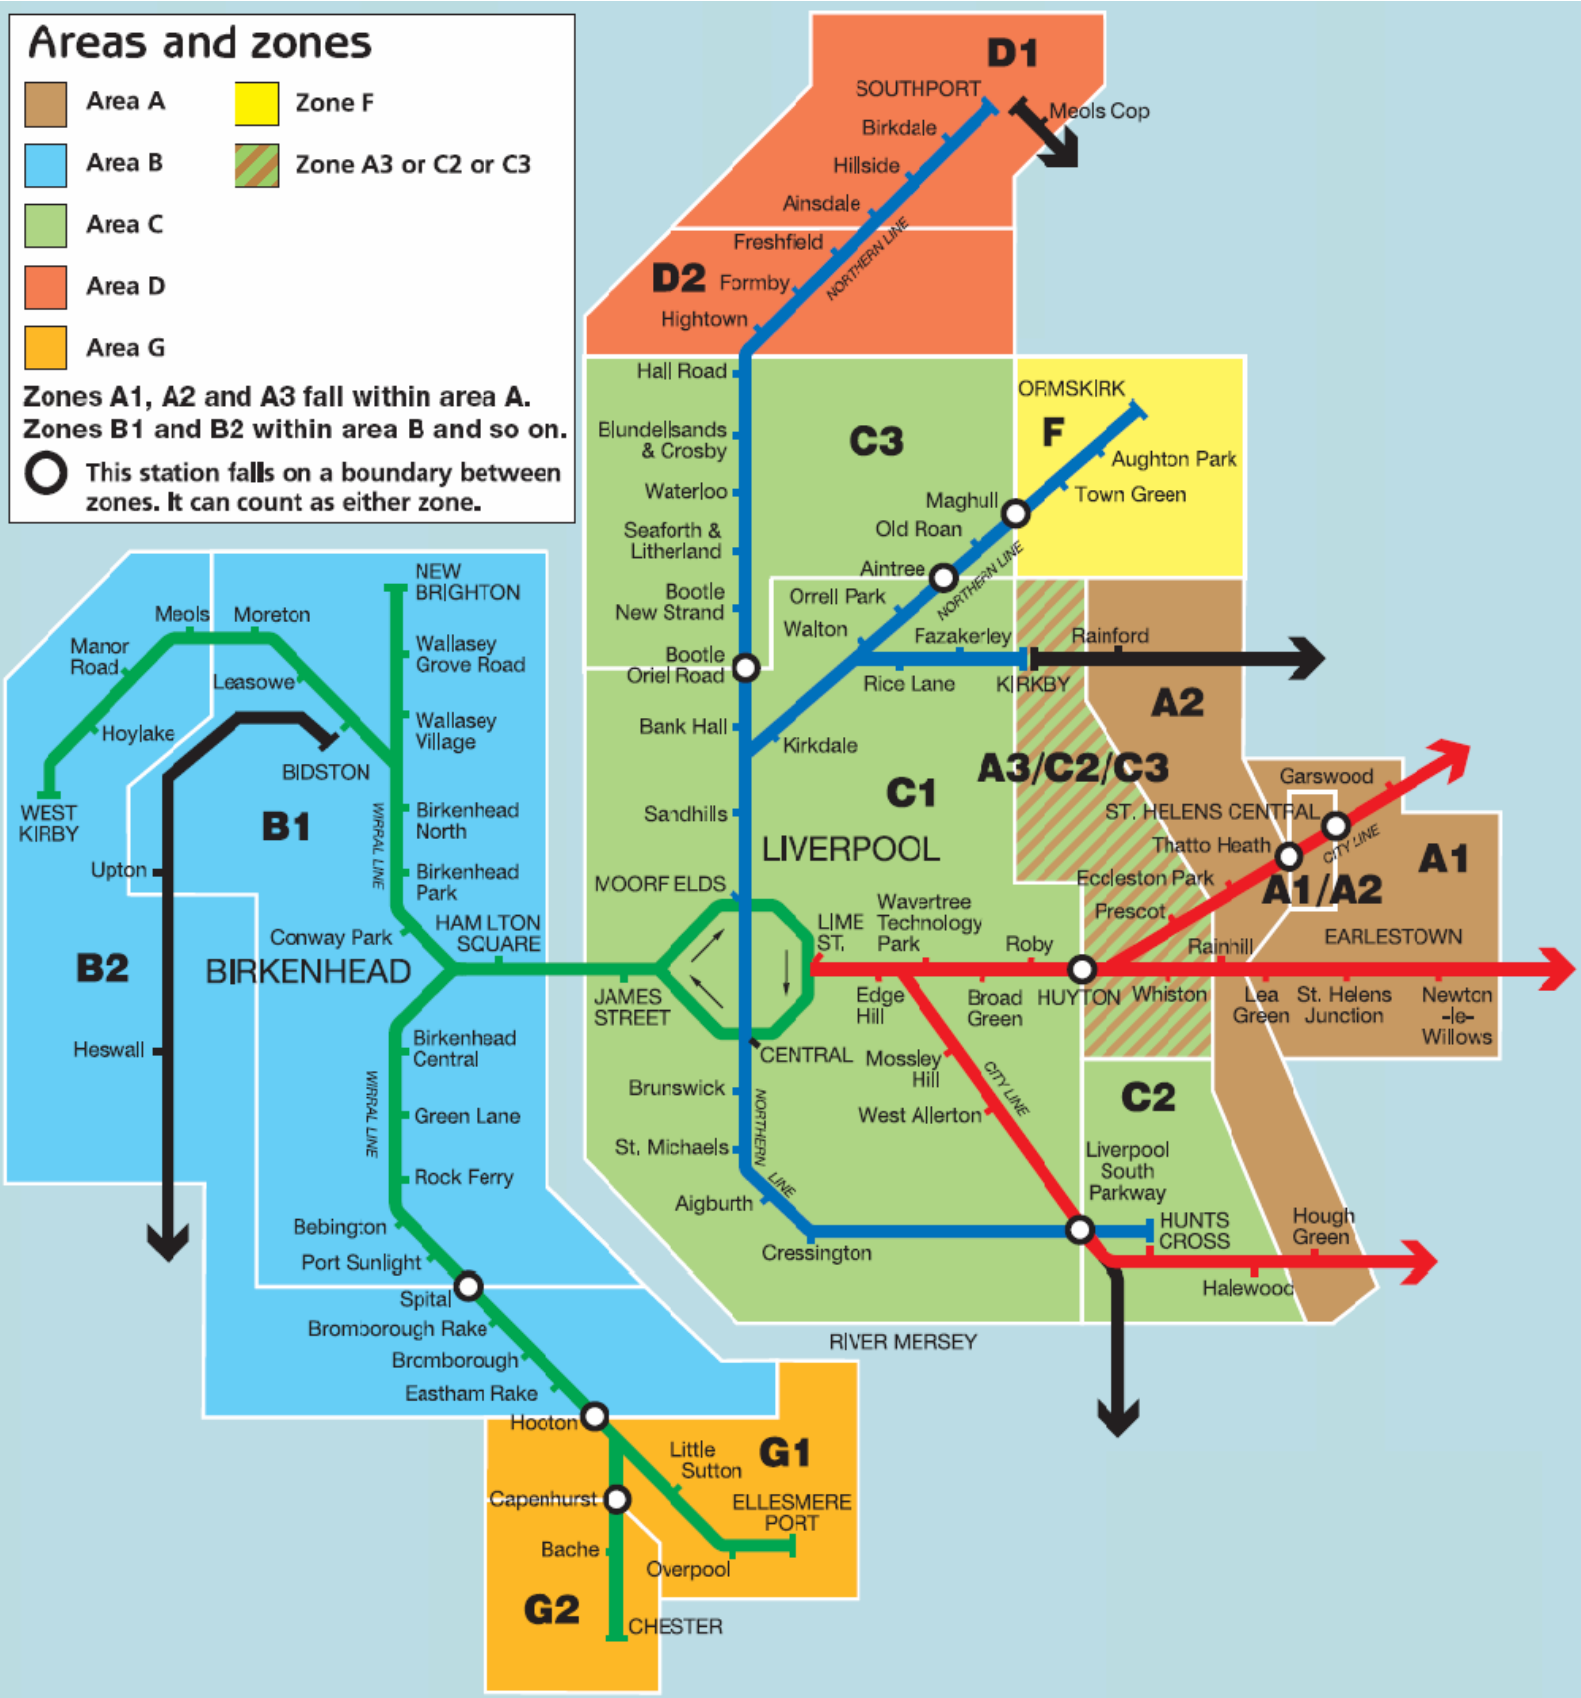 Areas and zones
Area A
Zone F
Area B
Zone A3 or C2 or C3
Area C
Area D
Area G
Zones A1, A2 and A3 fall within area A.
Zones B1 and B2 within area B and so on.
This station falls on a boundary between
zones. It can count as either zone.
D1
SOUTHPORT
Meols Cop
Birkdale
Hillside
Ainsdale
NORTHERN LINE
Freshfield
D2
Formby
Hightown
Hall Road
Blundellsands
& Crosby
C3
Waterloo
Seaforth &
Litherland
Bootle
New Strand
Bootle
Oriel Road
Bank Hall
Sandhills
ORMSKIRK
F
Aughton Park
Town Green
Maghull
Old Roan
Aintree
NORTHERN LINE
Orrell Park
Walton
Fazakerley
Rainford
Rice Lane
KIRKBY
Kirkdale
A2
A3/C2/C3
C1
LIVERPOOL
Garswood
ST. HELENS CENTRAL
CITY LINE
Thatto Heath
A1
Eccleston Park
A1/A2
Prescot
Rainhill
EARLESTOWN
MOORF ELDS
LIME
ST.
Wavertree
Technology
Park
Roby
JAMES
STREET
Edge
Hill
Broad
Green
HUYTON
Whiston
Lea
Green
St. Helens
Junction
Newton
-le-
Willows
CENTRAL
Mossley
Hill
CITY LINE
West Allerton
C2
Brunswick
NORTHERN
LINE
St. Michaels
Aigburth
Cressington
Liverpool
South
Parkway
HUNTS
CROSS
Hough
Green
Halewood
RIVER MERSEY
NEW
BRIGHTON
Meols
Moreton
Manor
Road
Leasowe
Hoylake
WEST
KIRBY
Wallasey
Grove Road
Wallasey
Village
BIDSTON
B1
WIRRAL LINE
Birkenhead
North
Upton
Birkenhead
Park
Conway Park
HAM LTON
SQUARE
B2
BIRKENHEAD
Heswall
Birkenhead
Central
WIRRAL LINE
Green Lane
Rock Ferry
Bebington
Port Sunlight
Spital
Bromborough Rake
Bromborough
Eastham Rake
Hooton
Little
Sutton
G1
Capenhurst
ELLESMERE
PORT
Bache
Overpool
G2
CHESTER